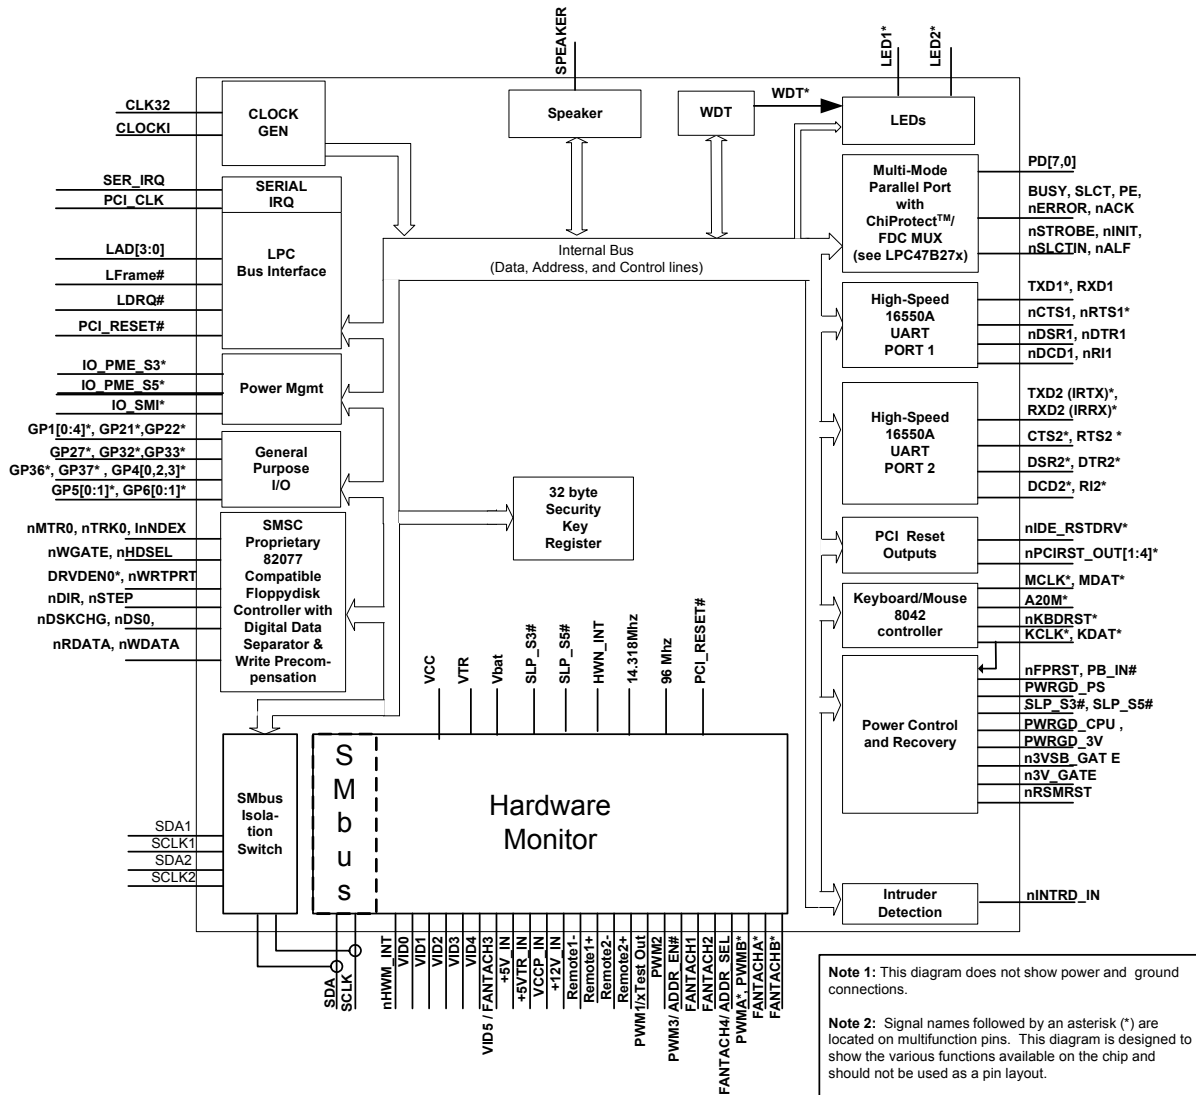 SPEAKER
LED1*
LED2*
CLK32
CLOCKI
CLOCK
GEN
Speaker
WDT
WDT*
LEDs
SER_IRQ
PCI_CLK
SERIAL
IRQ
LAD[3:0]
LFrame#
LDRQ#
PCI_RESET#
LPC
Bus Interface
Internal Bus
(Data, Address, and Control lines)
Multi-Mode
Parallel Port
with
ChiProtect™/
FDC MUX
(see LPC47B27x)
PD[7,0]
BUSY, SLCT, PE,
nERROR, nACK
nSTROBE, nINIT,
nSLCTIN, nALF
High-Speed
16550A
UART
PORT 1
TXD1*, RXD1
nCTS1, nRTS1*
nDSR1, nDTR1
nDCD1, nRI1
IO_PME_S3*
IO_PME_S5*
IO_SMI*
Power Mgmt
High-Speed
16550A
UART
PORT 2
TXD2 (IRTX)*,
RXD2 (IRRX)*
CTS2*, RTS2 *
DSR2*, DTR2*
DCD2*, RI2*
GP1[0:4]*, GP21*,GP22*
GP27*, GP32*,GP33*
GP36*, GP37* , GP4[0,2,3]*
GP5[0:1]*, GP6[0:1]*
General
Purpose
I/O
32 byte
Security
Key
Register
nMTR0, nTRK0, InNDEX
nWGATE, nHDSEL
DRVDEN0*, nWRTPRT
nDIR, nSTEP
nDSKCHG, nDS0,
nRDATA, nWDATA
SMSC
Proprietary
82077
Compatible
Floppydisk
Controller with
Digital Data
Separator &
Write Precom-
pensation
PCI Reset
Outputs
nIDE_RSTDRV*
nPCIRST_OUT[1:4]*
Keyboard/Mouse
8042
controller
MCLK*, MDAT*
A20M*
nKBDRST*
KCLK*, KDAT*
VCC
VTR
Vbat
SLP_S3#
SLP_S5#
HWN_INT
14.318Mhz
96 Mhz
PCI_RESET#
Power Control
and Recovery
nFPRST, PB_IN#
PWRGD_PS
SLP_S3#, SLP_S5#
PWRGD_CPU ,
PWRGD_3V
n3VSB_GAT E
n3V_GATE
nRSMRST
SMbus
Isola-
tion
Switch
SDA1
SCLK1
SDA2
SCLK2
S
M
b
u
s
Hardware
Monitor
Intruder
Detection
nINTRD_IN
SDA
SCLK
nHWM_INT
VID0
VID1
VID2
VID3
VID4
VID5 / FANTACH3
+5V_IN
+5VTR_IN
VCCP_IN
+12V_IN
Remote1-
Remote1+
Remote2-
Remote2+
PWM1/xTest Out
PWM2
PWM3/ ADDR_EN#
FANTACH1
FANTACH2
FANTACH4/ ADDR_SEL
PWMA*, PWMB*
FANTACHA*
FANTACHB*
Note 1: This diagram does not show power and ground
connections.
Note 2: Signal names followed by an asterisk (*) are
located on multifunction pins. This diagram is designed to
show the various functions available on the chip and
should not be used as a pin layout.